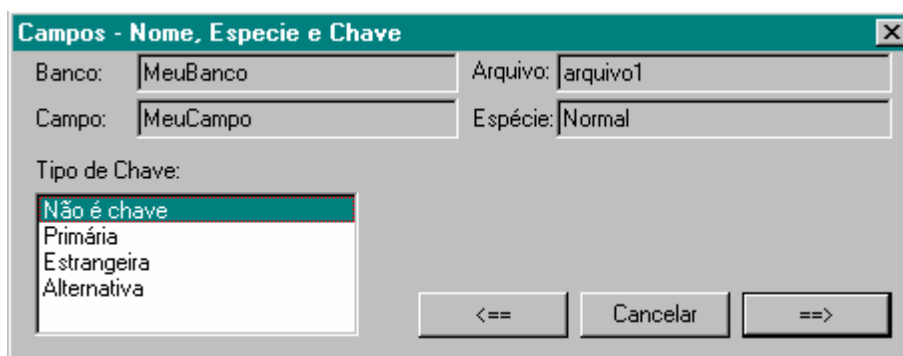 Campos - Nome, Especie e Chave
Banco: MeuBanco Arquivo: arquivo1
Campo: MeuCampo Espécie: Normal
Tipo de Chave:
Não é chave
Primária
Estrangeira
Alternativa
<== Cancelar ==>